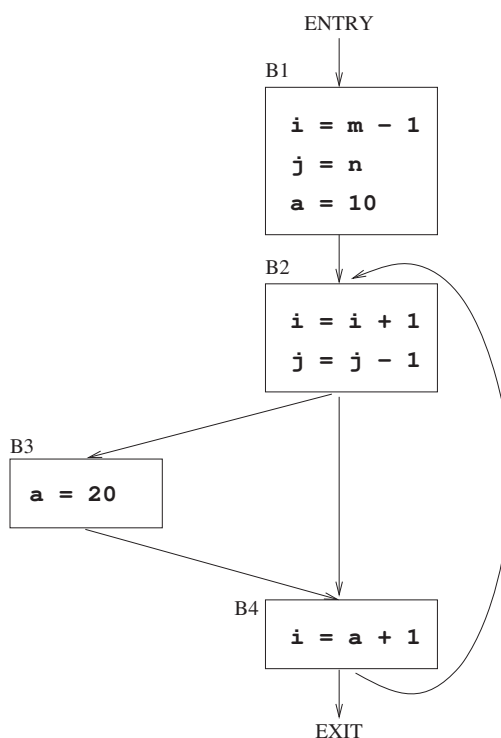 ENTRY
B1
i = m − 1
j = n
a = 10
B2
i = i + 1
j = j − 1
B3
a = 20
B4
i = a + 1
EXIT